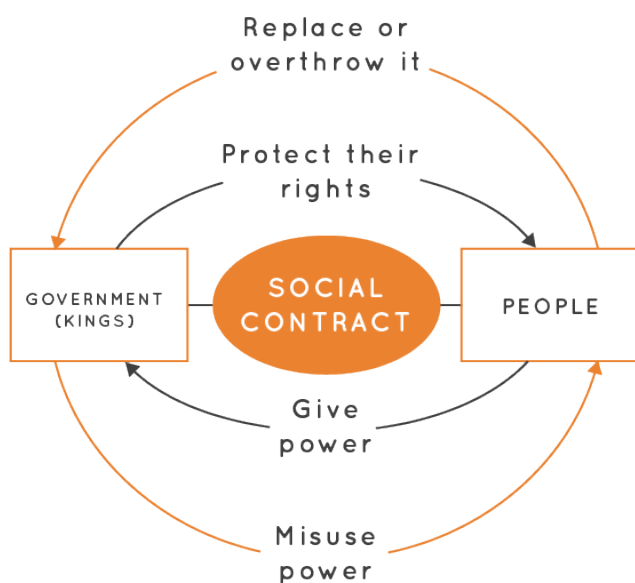 Replace or
overthrow it
Protect their
rights
GOVERNMENT
(KINGS)
SOCIAL
CONTRACT
PEOPLE
Give
power
Misuse
power